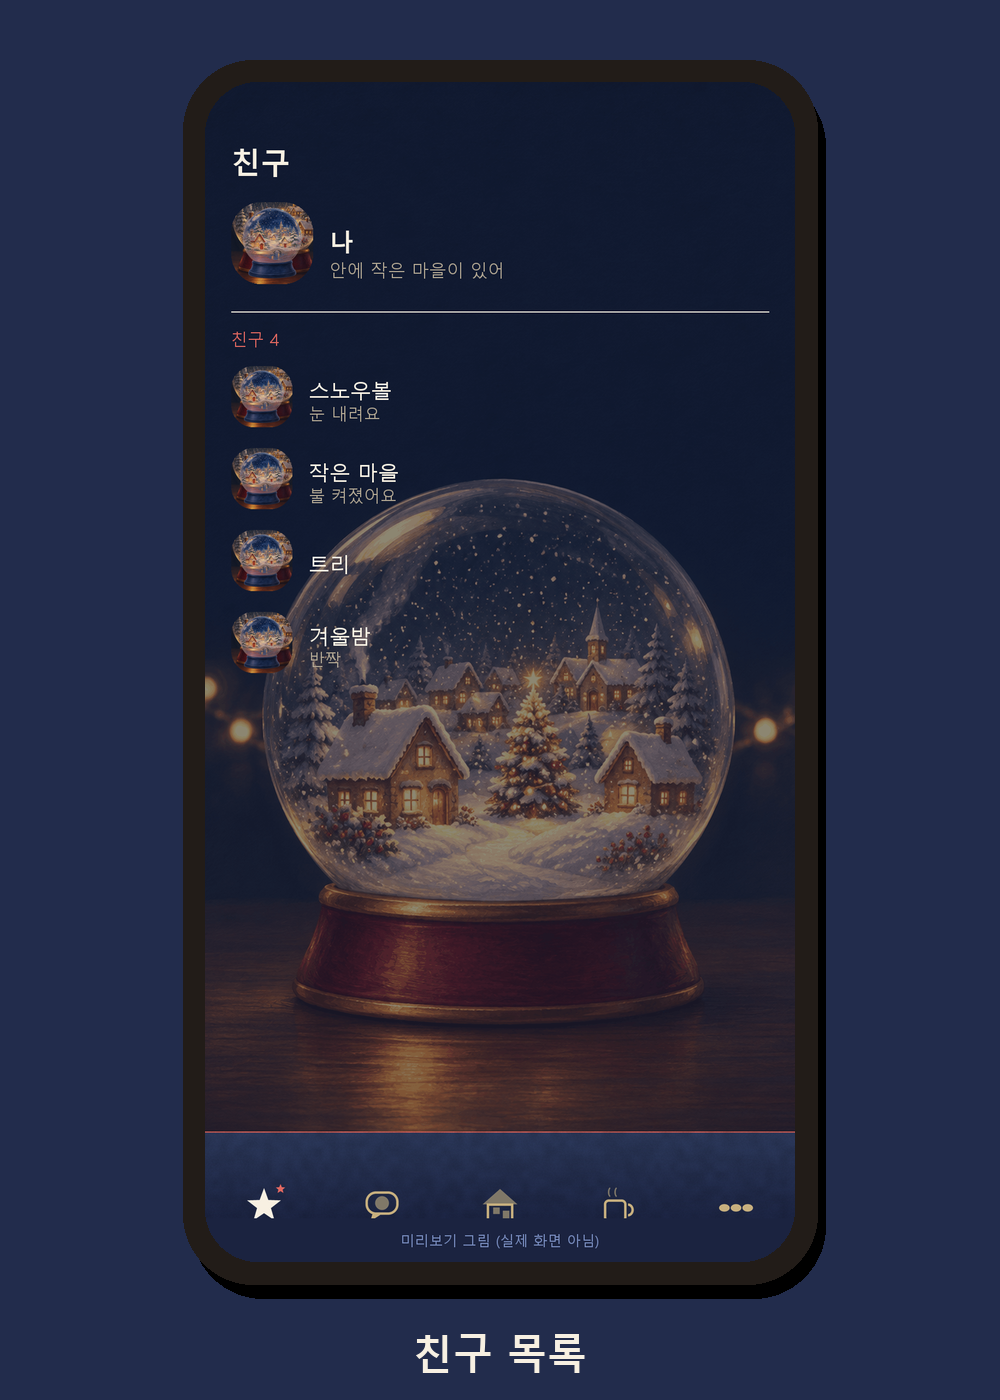 친구
나
안에 작은 마을이 있어
친구 4
스노우볼
눈 내려요
작은 마을
불 켜졌어요
트리
겨울밤
반짝
미리보기 그림 (실제 화면 아님)
친구 목록